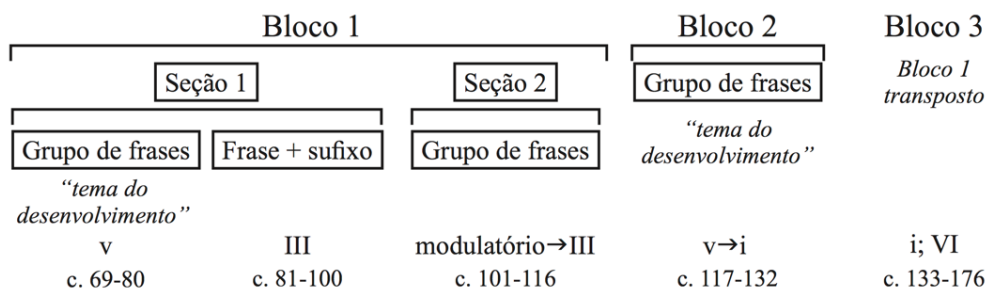 Bloco 1 Bloco 2 Bloco 3
Seção 1 Seção 2 Grupo de frases Bloco 1
transposto
Grupo de frases Frase + sufixo Grupo de frases “tema do
desenvolvimento”
“tema do
desenvolvimento”
v III modulatório→III v→i i; VI
c. 69-80 c. 81-100 c. 101-116 c. 117-132 c. 133-176